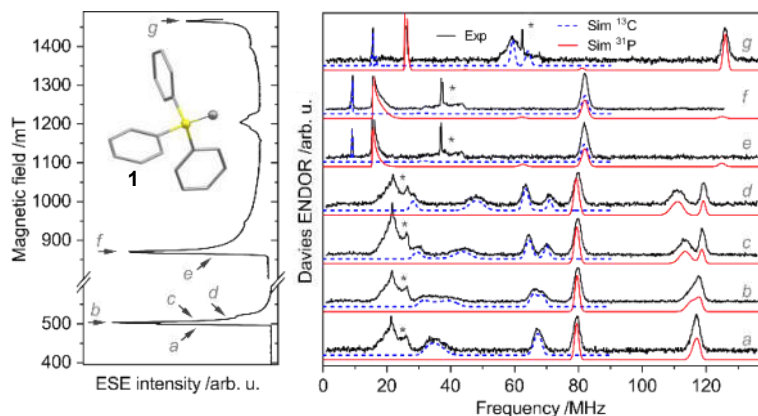 Magnetic field /mT
1400
1300
1200
1100
1000
900
500
400
g
f
e
b
c
d
a
1
ESE intensity /arb. u.
Davies ENDOR/arb. u.
Exp
Sim ¹³C
Sim ³¹P
*
g
*
f
*
e
*
d
*
c
*
b
*
a
0 20 40 60 80 100 120
Frequency /MHz